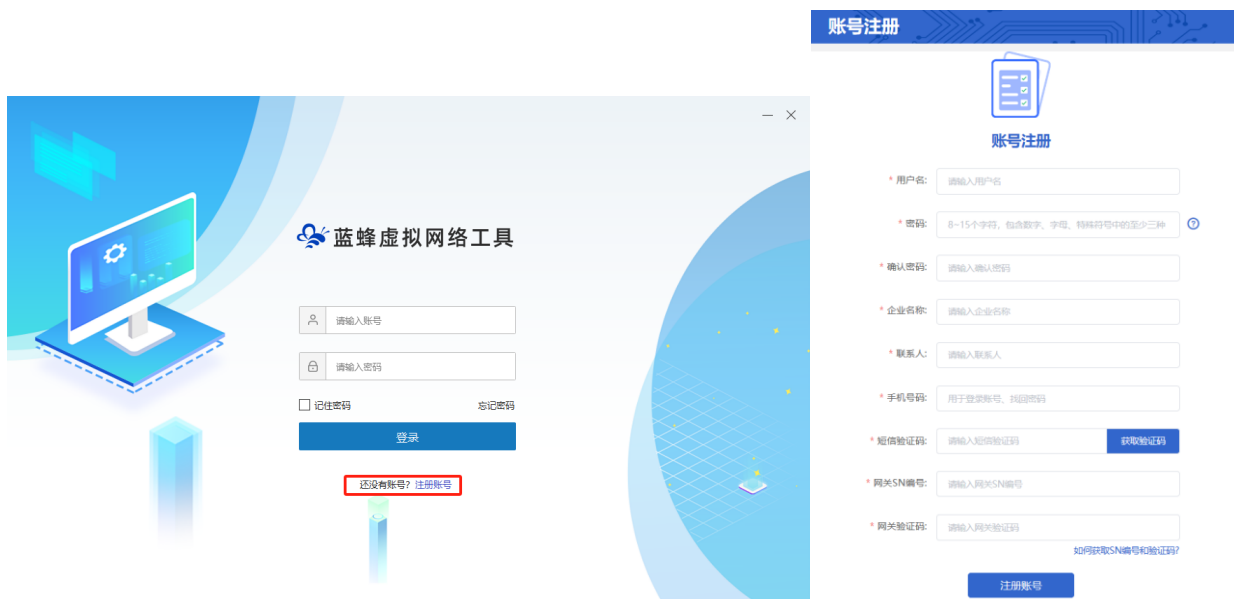 蓝蜂虚拟网络工具
请输入账号
请输入密码
记住密码 忘记密码
登录
还没有账号? 注册账号
账号注册
账号注册
* 用户名: 请输入用户名
* 密码: 8~15个字符，包含数字、字母、特殊符号中的至少三种 ?
* 确认密码: 请输入确认密码
* 企业名称: 请输入企业名称
* 联系人: 请输入联系人
* 手机号码: 用于登录账号、找回密码
* 短信验证码: 请输入短信验证码 获取验证码
* 网关SN编号: 请输入网关SN编号
* 网关验证码: 请输入网关验证码
如何获取SN编号和验证码?
注册账号